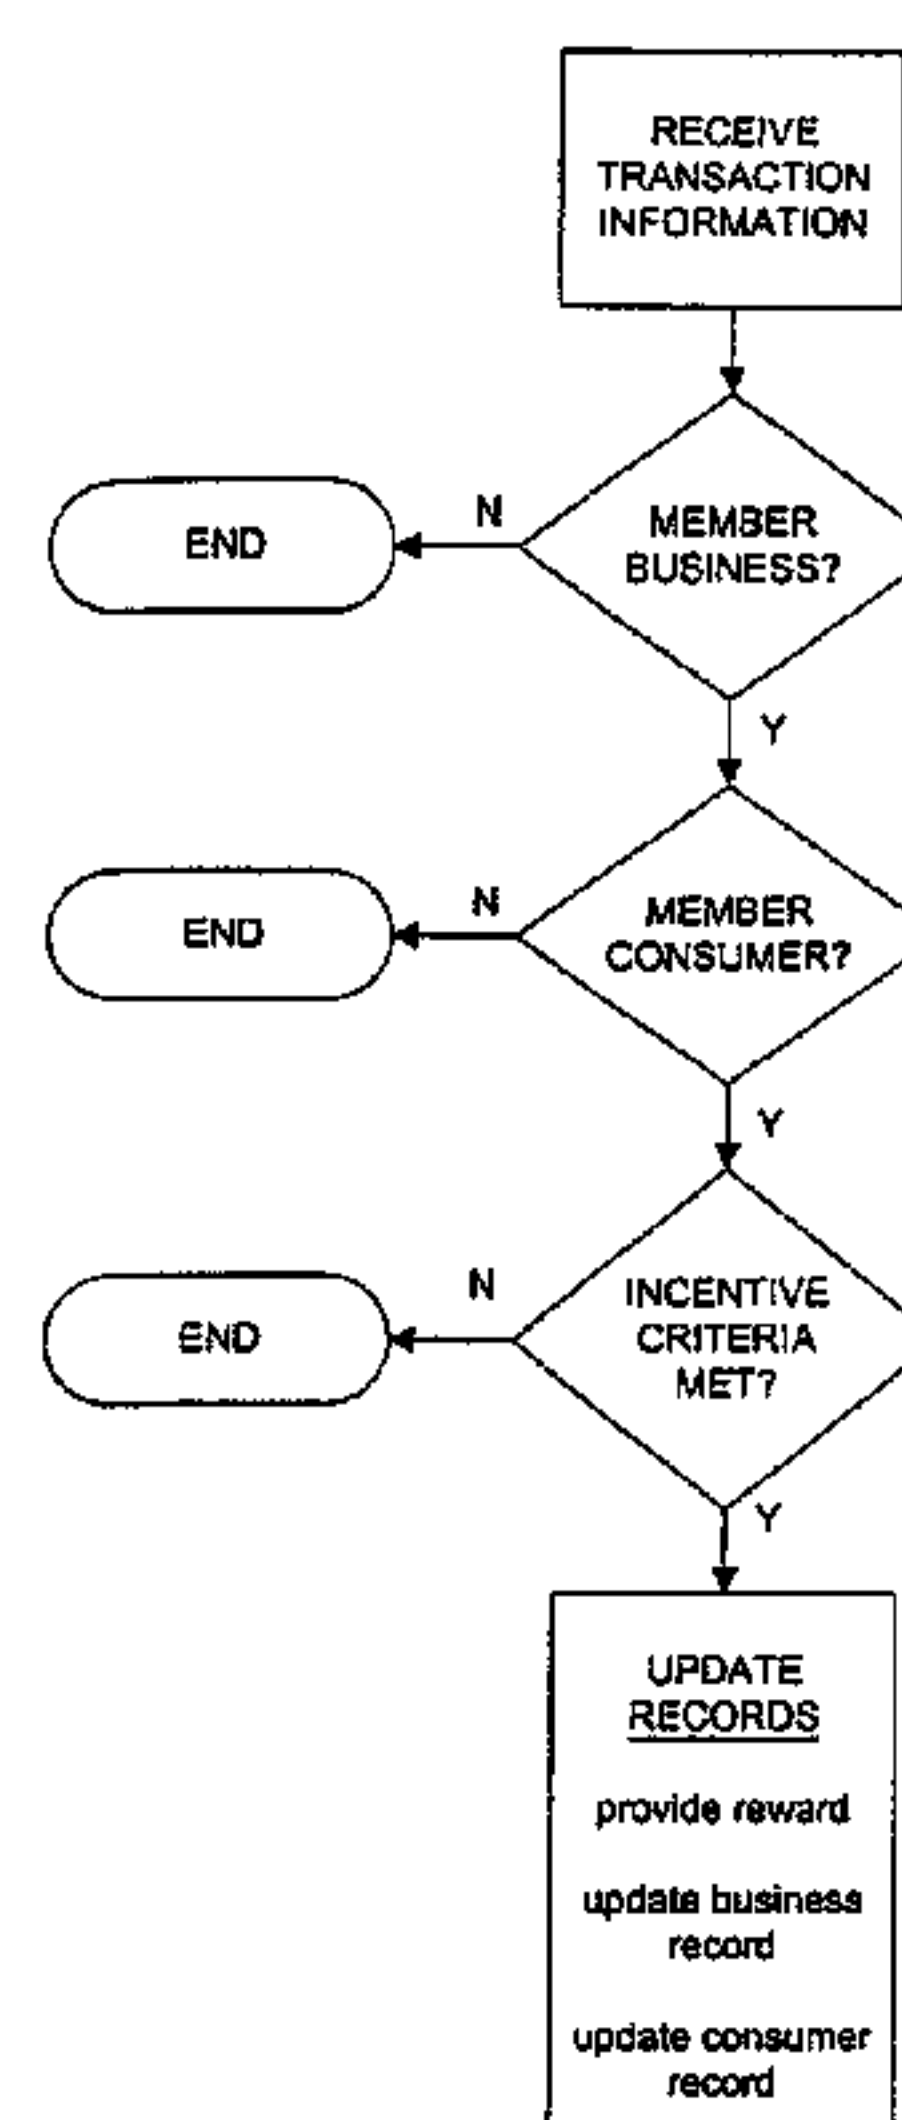 RECEIVE
TRANSACTION
INFORMATION
MEMBER
BUSINESS?
N
END
Y
MEMBER
CONSUMER?
N
END
Y
INCENTIVE
CRITERIA
MET?
N
END
Y
UPDATE
RECORDS
provide reward
update business
record
update consumer
record